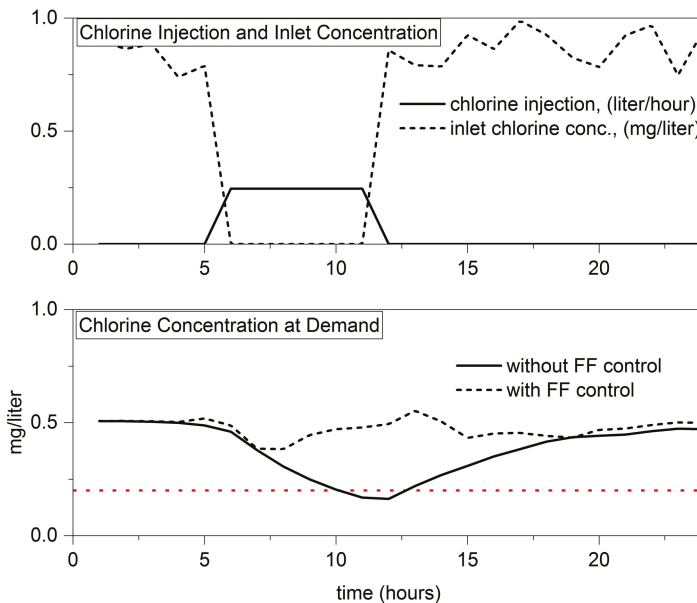 Chlorine Injection and Inlet Concentration
1.0
0.5
0.0
chlorine injection, (liter/hour)
inlet chlorine conc., (mg/liter)
0 5 10 15 20
Chlorine Concentration at Demand
1.0
0.5
0.0
mg/liter
without FF control
with FF control
0 5 10 15 20
time (hours)